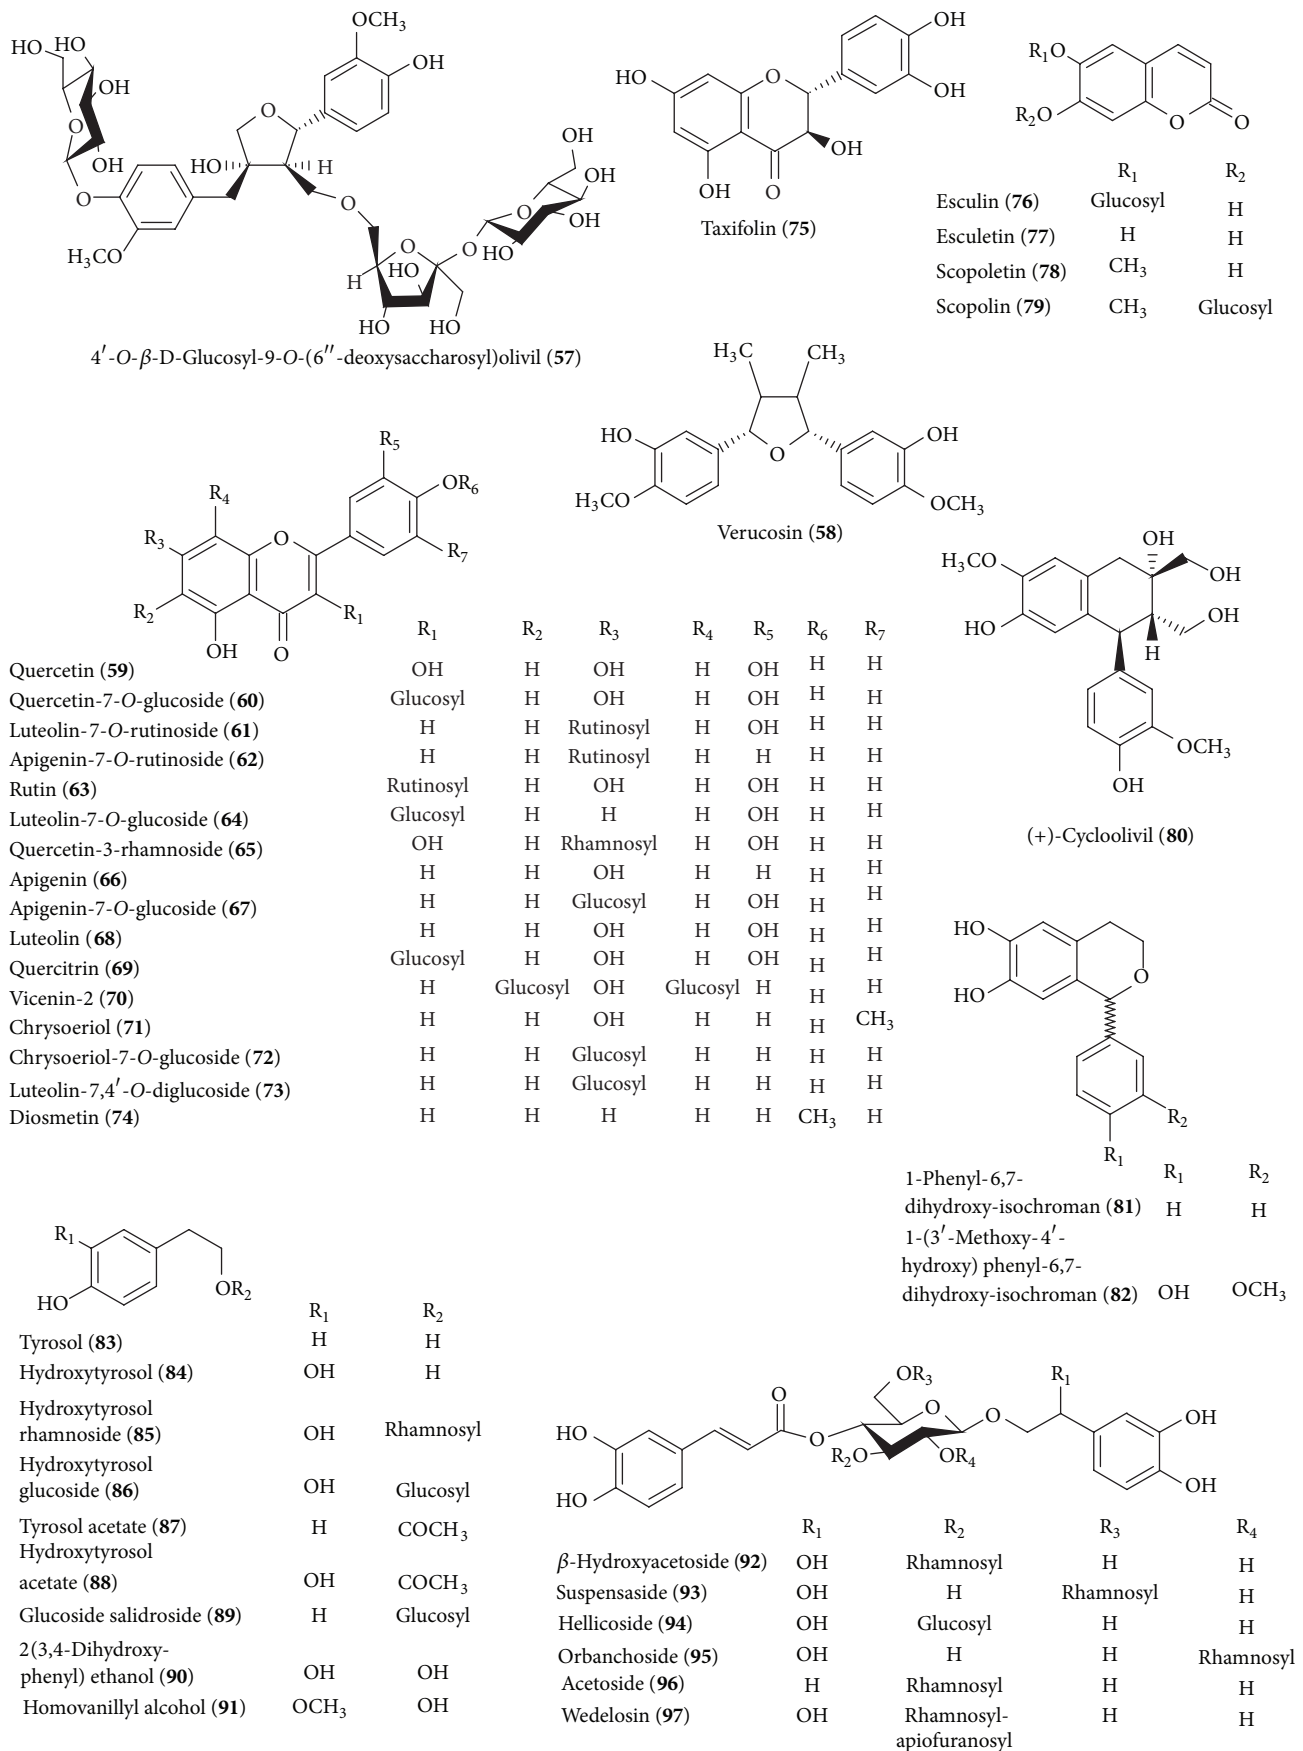 HO HO OH OH O O
OCH₃
OH
O
HO H
H₃CO
O
O HO H HO HO
O
OH OH OH O HO
4′-O-β-D-Glucosyl-9-O-(6″-deoxysaccharosyl)olivil (57)
HO O OH OH OH OH O
Taxifolin (75)
R₁O R₂O O O
R₁ R₂
Esculin (76) Glucosyl H
Esculetin (77) H H
Scopoletin (78) CH₃ H
Scopolin (79) CH₃ Glucosyl
H₃C CH₃
HO O OH
H₃CO OCH₃
Verucosin (58)
R₅
OR₆
R₄
R₃ O R₇
R₂ R₁
OH O
R₁ R₂ R₃ R₄ R₅ R₆ R₇
Quercetin (59) OH H OH H OH H H
Quercetin-7-O-glucoside (60) Glucosyl H OH H OH H H
Luteolin-7-O-rutinoside (61) H H Rutinosyl H OH H H
Apigenin-7-O-rutinoside (62) H H Rutinosyl H H H H
Rutin (63) Rutinosyl H OH H OH H H
Luteolin-7-O-glucoside (64) Glucosyl H H H OH H H
Quercetin-3-rhamnoside (65) OH H Rhamnosyl H OH H H
Apigenin (66) H H OH H H H H
Apigenin-7-O-glucoside (67) H H Glucosyl H OH H H
Luteolin (68) H H OH H OH H H
Quercitrin (69) Glucosyl H OH H OH H H
Vicenin-2 (70) H Glucosyl OH Glucosyl H H H
Chrysoeriol (71) H H OH H H H CH₃
Chrysoeriol-7-O-glucoside (72) H H Glucosyl H H H H
Luteolin-7,4′-O-diglucoside (73) H H Glucosyl H H H H
Diosmetin (74) H H H H H CH₃ H
OH
H₃CO OH
HO OH
H
OCH₃
OH
(+)-Cycloolivil (80)
HO
O
HO
R₂
R₁
R₁ R₂
1-Phenyl-6,7-
dihydroxy-isochroman (81) H H
1-(3′-Methoxy-4′-
hydroxy) phenyl-6,7-
dihydroxy-isochroman (82) OH OCH₃
R₁
OR₂
HO
R₁ R₂
Tyrosol (83) H H
Hydroxytyrosol (84) OH H
Hydroxytyrosol
rhamnoside (85) OH Rhamnosyl
Hydroxytyrosol
glucoside (86) OH Glucosyl
Tyrosol acetate (87) H COCH₃
Hydroxytyrosol
acetate (88) OH COCH₃
Glucoside salidroside (89) H Glucosyl
2(3,4-Dihydroxy-
phenyl) ethanol (90) OH OH
Homovanillyl alcohol (91) OCH₃ OH
OR₃ R₁
O O O OH
HO O R₂O OR₄
HO OH
R₁ R₂ R₃ R₄
β-Hydroxyacetoside (92) OH Rhamnosyl H H
Suspensaside (93) OH H Rhamnosyl H
Hellicoside (94) OH Glucosyl H H
Orbanchoside (95) OH H H Rhamnosyl
Acetoside (96) H Rhamnosyl H H
Wedelosin (97) OH Rhamnosyl- H H
apiofuranosyl